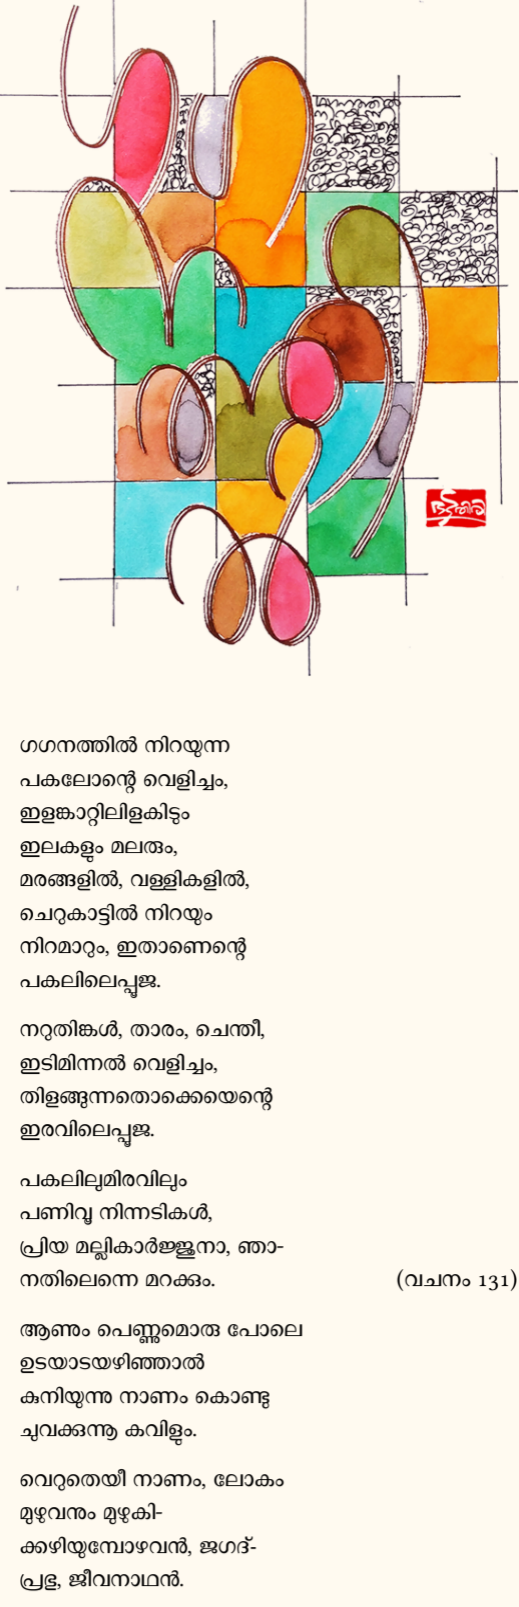 ഭട്ടതിരി
ഗഗനത്തിൽ നിറയുന്ന
പകലോന്റെ വെളിച്ചം,
ഇളങ്കാറ്റിലിളകിടും
ഇലകളും മലരും,
മരങ്ങളിൽ, വള്ളികളിൽ,
ചെറുകാട്ടിൽ നിറയും
നിറമാറും, ഇതാണെന്റെ
പകലിലെപ്പൂജ.
നറുതിങ്കൾ, താരം, ചെന്തീ,
ഇടിമിന്നൽ വെളിച്ചം,
തിളങ്ങുന്നതൊക്കെയെന്റെ
ഇരവിലെപ്പൂജ.
പകലിലുമിരവിലും
പണിവൂ നിന്നടികൾ,
പ്രിയ മല്ലികാർജ്ജുനാ, ഞാ-
നതിലെന്നെ മറക്കും. (വചനം 131)
ആണും പെണ്ണുമൊരു പോലെ
ഉടയാടയഴിഞ്ഞാൽ
കുനിയുന്നു നാണം കൊണ്ടു
ചുവക്കുന്നൂ കവിളും.
വെറുതെയീ നാണം, ലോകം
മുഴുവനും മുഴുകി-
ക്കഴിയുമ്പോഴവൻ, ജഗദ്-
പ്രഭു, ജീവനാഥൻ.